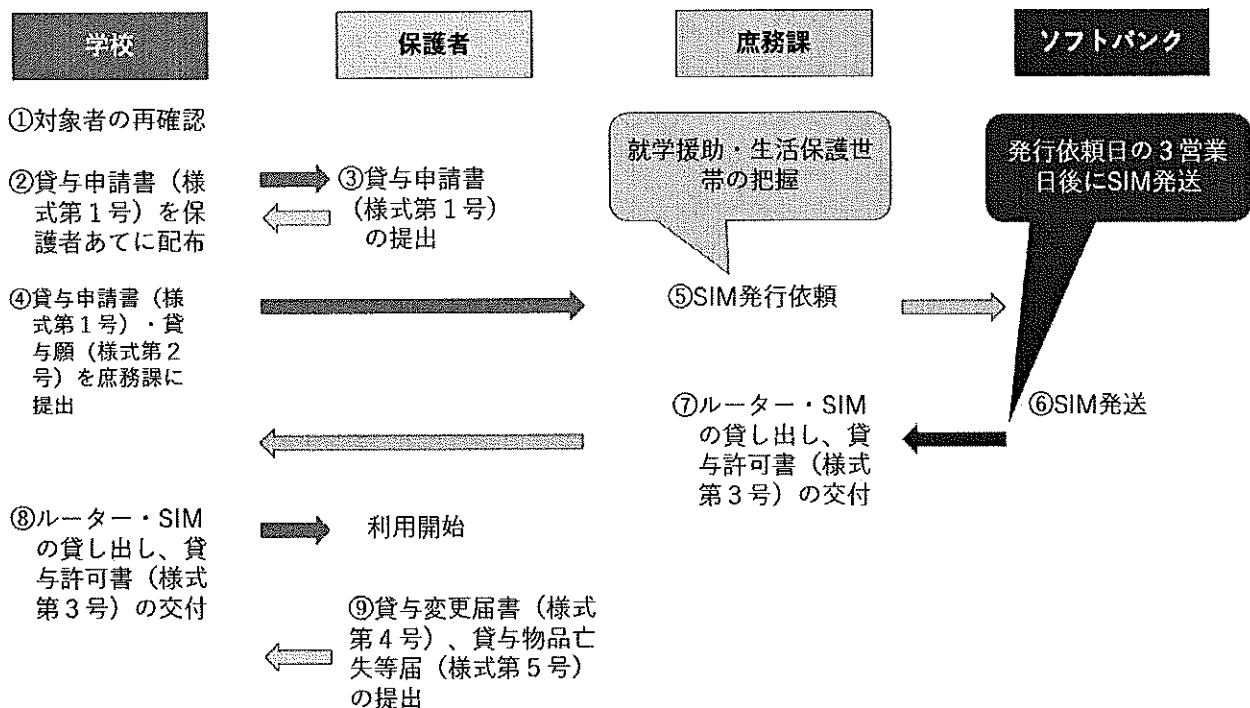 学校
保護者
庶務課
ソフトバンク
①対象者の再確認
②貸与申請書（様
式第１号）を保
護者あてに配布
③貸与申請書
（様式第１号）
の提出
就学援助・生活保護世
帯の把握
発行依頼日の３営業
日後にSIM発送
④貸与申請書（様
式第１号）・貸
与願（様式第２
号）を庶務課に
提出
⑤SIM発行依頼
⑥SIM発送
⑦ルーター・SIM
の貸し出し、貸
与許可書（様式
第３号）の交付
⑧ルーター・SIM
の貸し出し、貸
与許可書（様式
第３号）の交付
利用開始
⑨貸与変更届書（様式
第４号）、貸与物品亡
失等届（様式第５号）
の提出